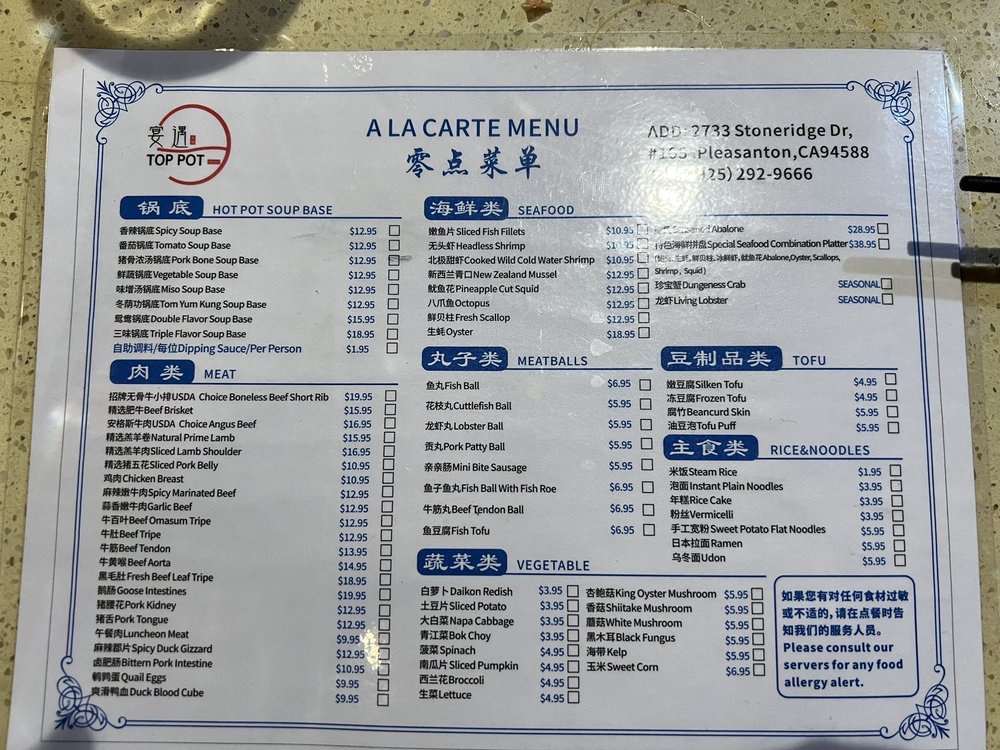 宴遇
TOP POT
A LA CARTE MENU
零点菜单
ADD: 2733 Stoneridge Dr,
Pleasanton,CA94588
292-9666
锅底 HOT POT SOUP BASE
香辣锅底Spicy Soup Base $12.95
番茄锅底Tomato Soup Base $12.95
猪骨浓汤锅底Pork Bone Soup Base $12.95
鲜蔬锅底Vegetable Soup Base $12.95
味增汤锅底Miso Soup Base $12.95
冬荫功锅底Tom Yum Kung Soup Base $12.95
鸳鸯锅底Double Flavor Soup Base $15.95
三味锅底Triple Flavor Soup Base $18.95
自助调料/每位Dipping Sauce/Per Person $1.95
肉类 MEAT
招牌无骨牛小排USDA Choice Boneless Beef Short Rib $19.95
精选肥牛Beef Brisket $15.95
安格斯牛肉USDA Choice Angus Beef $16.95
精选羔羊卷Natural Prime Lamb $15.95
精选羔羊肉Sliced Lamb Shoulder $16.95
精选猪五花Sliced Pork Belly $10.95
鸡肉Chicken Breast $10.95
麻辣嫩牛肉Spicy Marinated Beef $12.95
蒜香嫩牛肉Garlic Beef $12.95
牛百叶Beef Omasum Tripe $12.95
牛肚Beef Tripe $12.95
牛筋Beef Tendon $13.95
牛黄喉Beef Aorta $14.95
黑毛肚Fresh Beef Leaf Tripe $18.95
鹅肠Goose Intestines $19.95
猪腰花Pork Kidney $12.95
猪舌Pork Tongue $12.95
午餐肉Luncheon Meat $9.95
麻辣郡片Spicy Duck Gizzard $12.95
卤肥肠Bittern Pork Intestine $10.95
鹌鹑蛋Quail Eggs $9.95
爽滑鸭血Duck Blood Cube $9.95
海鲜类 SEAFOOD
嫩鱼片Sliced Fish Fillets $10.95
无头虾Headless Shrimp $10.95
北极甜虾Cooked Wild Cold Water Shrimp $10.95
新西兰青口New Zealand Mussel $12.95
鱿鱼花Pineapple Cut Squid $12.95
八爪鱼Octopus $12.95
鲜贝柱Fresh Scallop $12.95
生蚝Oyster $18.95
Abalone $28.95
特色海鲜拼盘Special Seafood Combination Platter $38.95
(鲍鱼,生蚝,鲜贝柱,冰鲜虾,鱿鱼花Abalone,Oyster,Scallops,
Shrimp, Squid)
珍宝蟹Dungeness Crab SEASONAL
龙虾Living Lobster SEASONAL
丸子类 MEATBALLS
鱼丸Fish Ball $6.95
花枝丸Cuttlefish Ball $5.95
龙虾丸Lobster Ball $5.95
贡丸Pork Patty Ball $5.95
亲亲肠Mini Bite Sausage $5.95
鱼子鱼丸Fish Ball With Fish Roe $6.95
牛筋丸Beef Tendon Ball $6.95
鱼豆腐Fish Tofu $6.95
豆制品类 TOFU
嫩豆腐Silken Tofu $4.95
冻豆腐Frozen Tofu $4.95
腐竹Beancurd Skin $5.95
油豆泡Tofu Puff $5.95
主食类 RICE&NOODLES
米饭Steam Rice $1.95
泡面Instant Plain Noodles $3.95
年糕Rice Cake $3.95
粉丝Vermicelli $3.95
手工宽粉Sweet Potato Flat Noodles $5.95
日本拉面Ramen $5.95
乌冬面Udon $5.95
蔬菜类 VEGETABLE
白萝卜Daikon Redish $3.95
土豆片Sliced Potato $3.95
大白菜Napa Cabbage $3.95
青江菜Bok Choy $3.95
菠菜Spinach $4.95
南瓜片Sliced Pumpkin $4.95
西兰花Broccoli $4.95
生菜Lettuce $4.95
杏鲍菇King Oyster Mushroom $5.95
香菇Shiitake Mushroom $5.95
蘑菇White Mushroom $5.95
黑木耳Black Fungus $5.95
海带Kelp $5.95
玉米Sweet Corn $6.95
如果您有对任何食材过敏
或不适的,请在点餐时告
知我们的服务人员。
Please consult our
servers for any food
allergy alert.